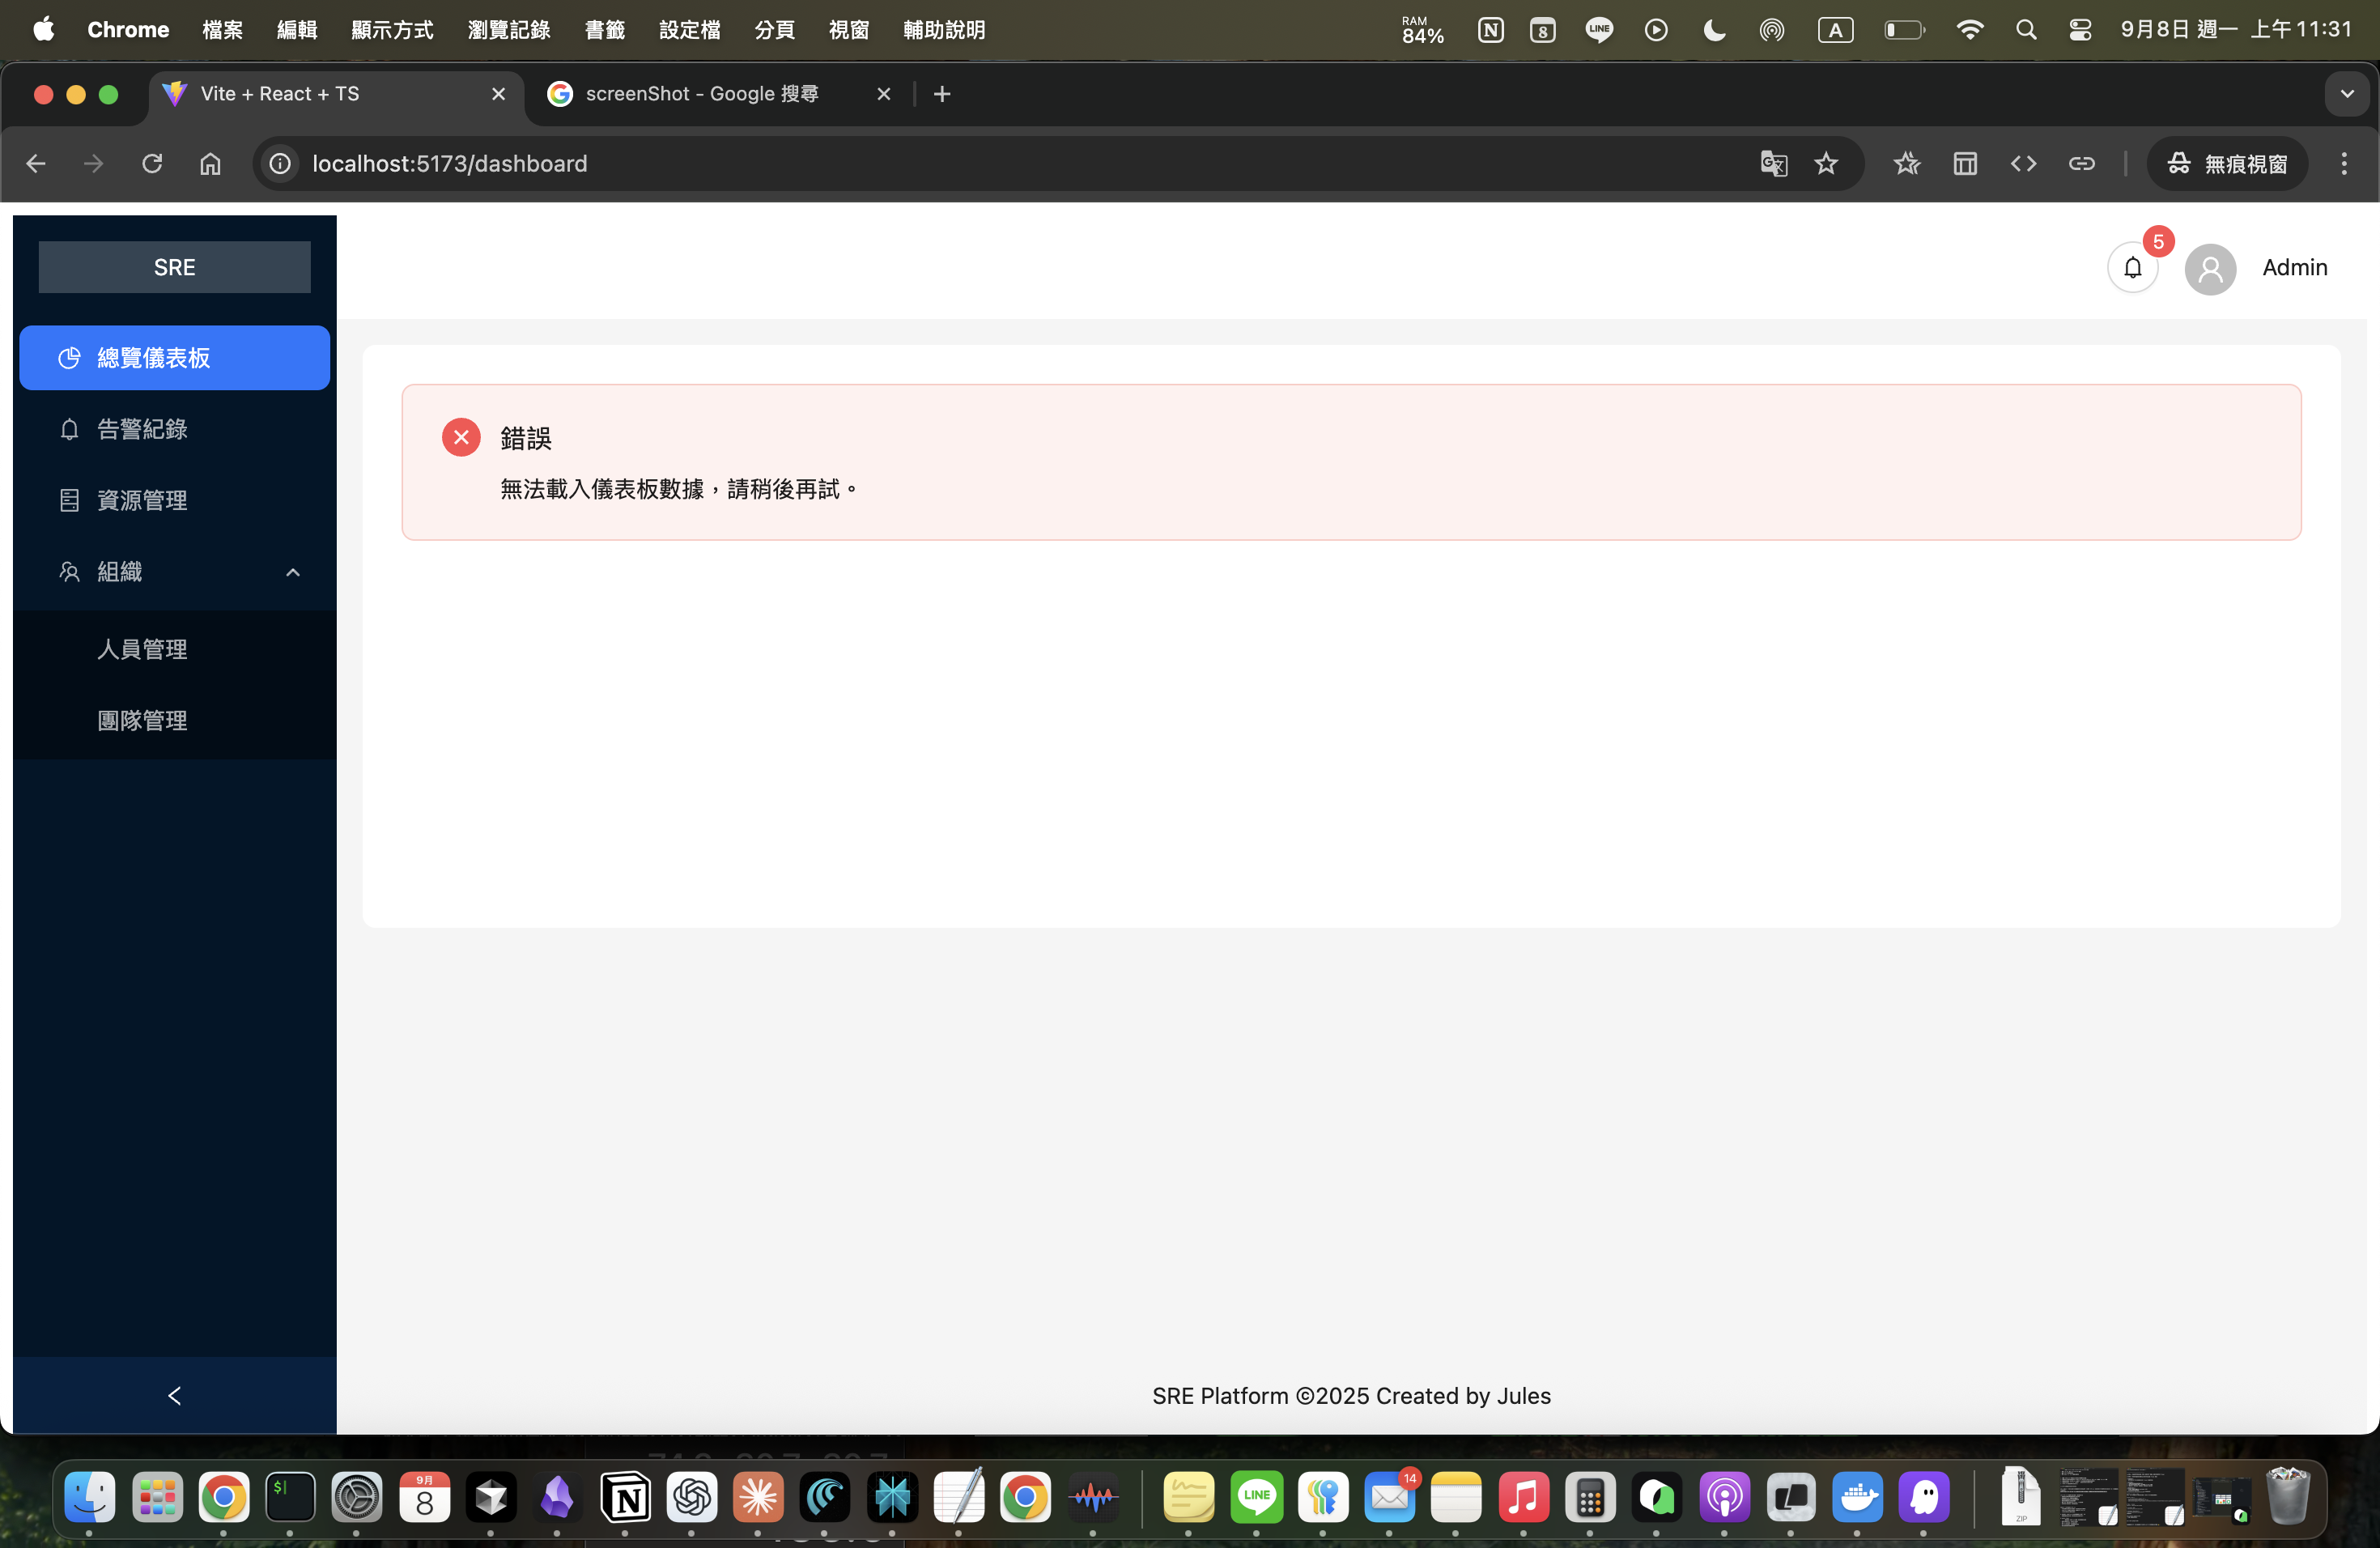 Chrome 檔案 編輯 顯示方式 瀏覽記錄 書籤 設定檔 分頁 視窗 輔助說明 RAM 84% N 8 LINE A 9月8日 週一 上午11:31
Vite + React + TS screenShot - Google 搜尋
localhost:5173/dashboard 無痕視窗
SRE
5
Admin
總覽儀表板
告警紀錄
資源管理
組織
人員管理
團隊管理
錯誤
無法載入儀表板數據，請稍後再試。
SRE Platform ©2025 Created by Jules
9月
8
LINE
14
ZIP